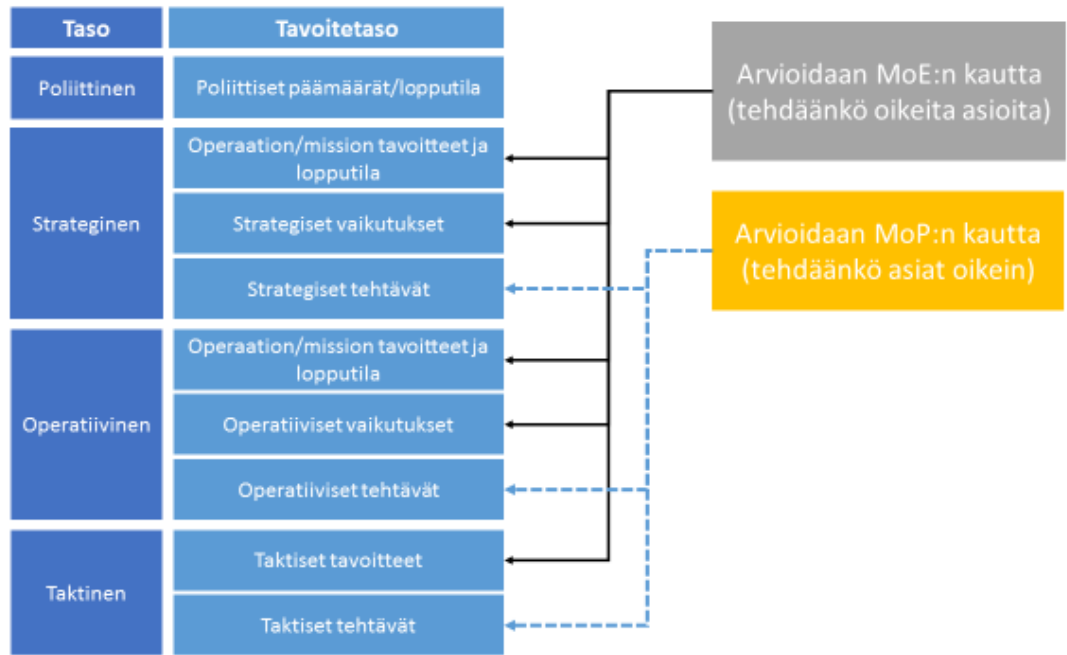 Taso
Tavoitetaso
Poliittinen
Poliittiset päämäärät/lopputila
Strateginen
Operaation/mission tavoitteet ja
lopputila
Strategiset vaikutukset
Strategiset tehtävät
Operatiivinen
Operaation/mission tavoitteet ja
lopputila
Operatiiviset vaikutukset
Operatiiviset tehtävät
Taktinen
Taktiset tavoitteet
Taktiset tehtävät
Arvioidaan MoE:n kautta
(tehdäänkö oikeita asioita)
Arvioidaan MoP:n kautta
(tehdäänkö asiat oikein)